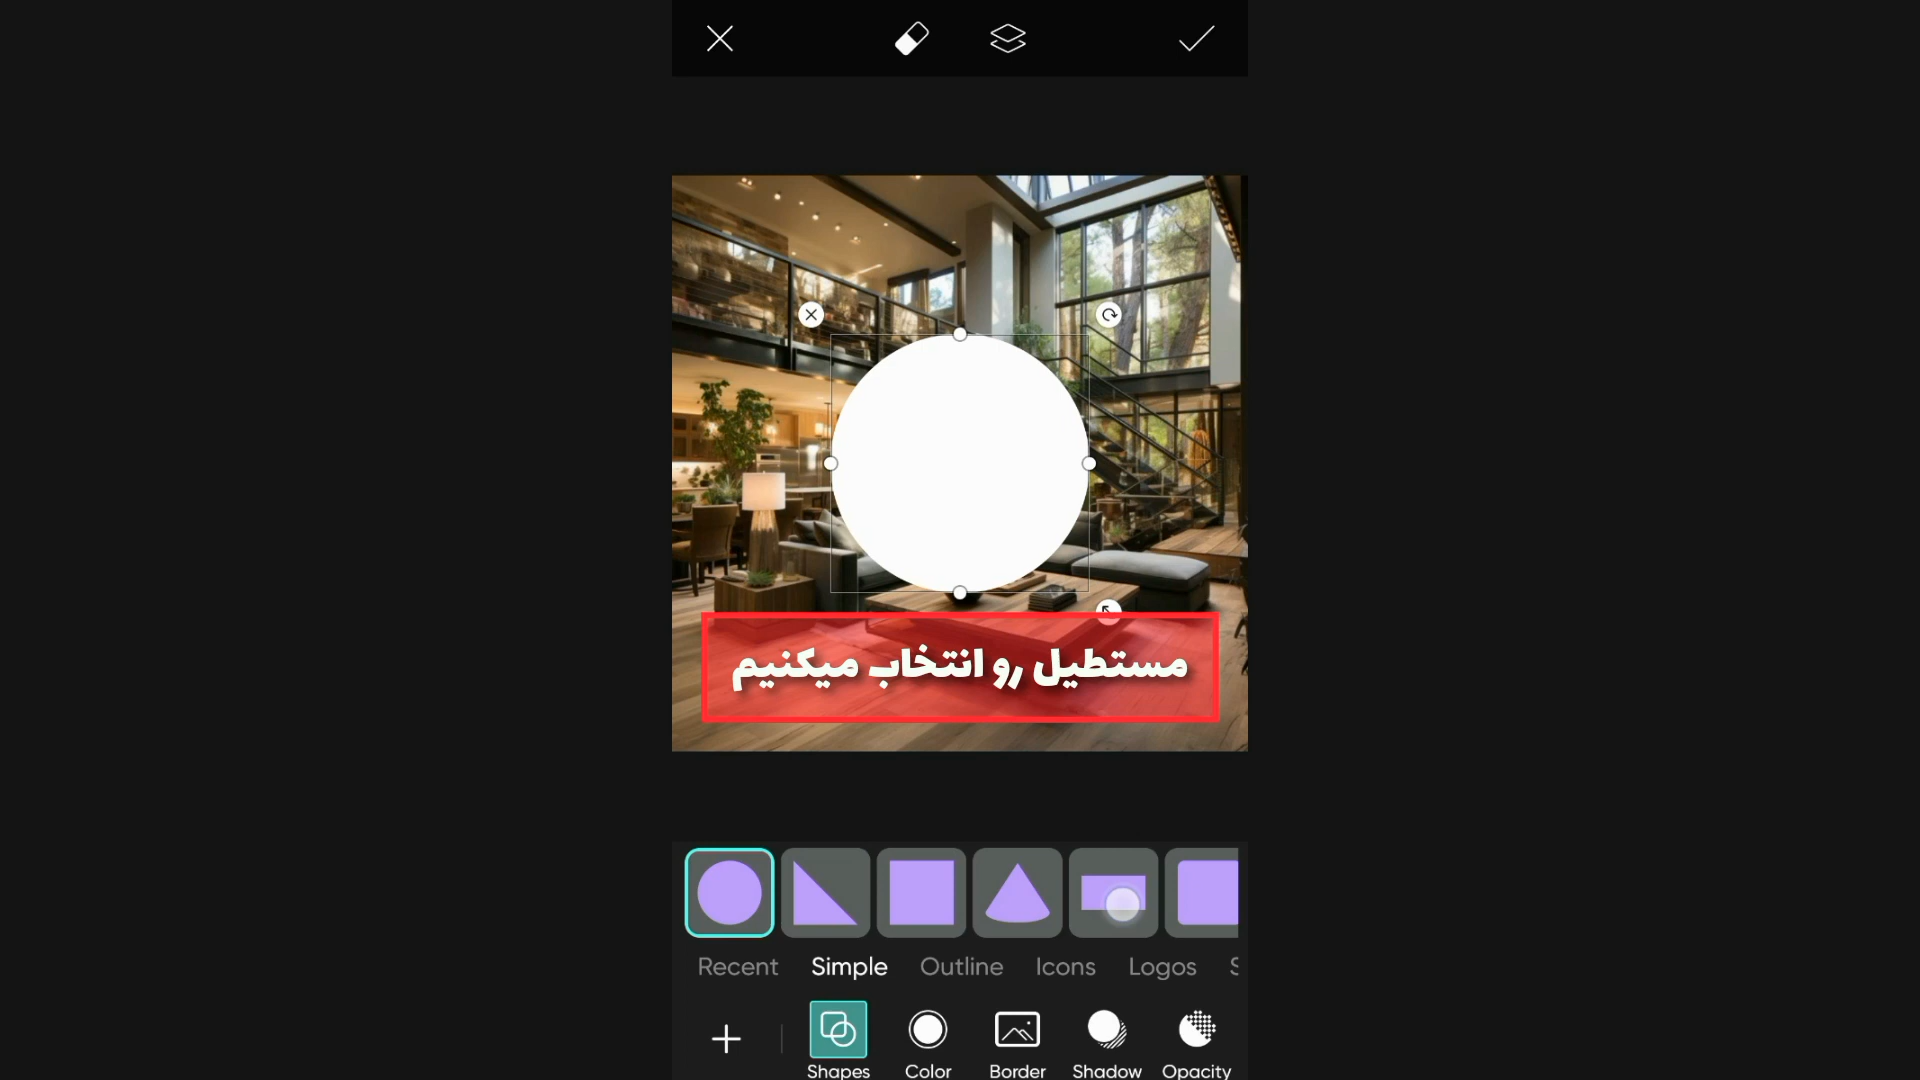 مستطیل رو انتخاب میکنیم
Recent Simple Outline Icons Logos S
Shapes Color Border Shadow Opacity